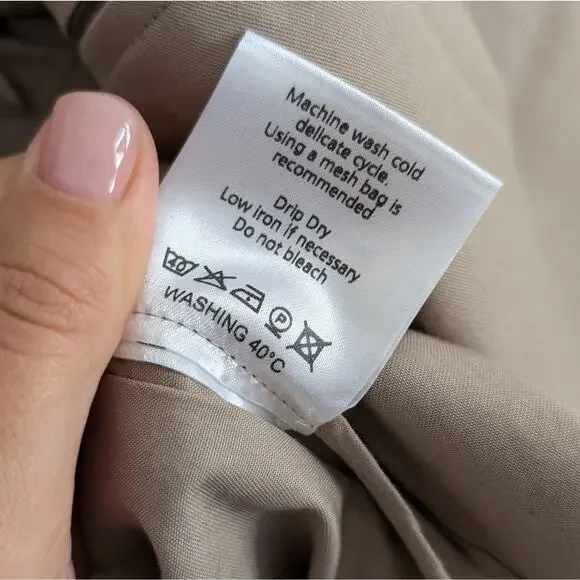 Machine wash cold
delicate cycle.
Using a mesh bag is
recommended
Drip Dry
Low iron if necessary
Do not bleach
40 P
WASHING 40°C